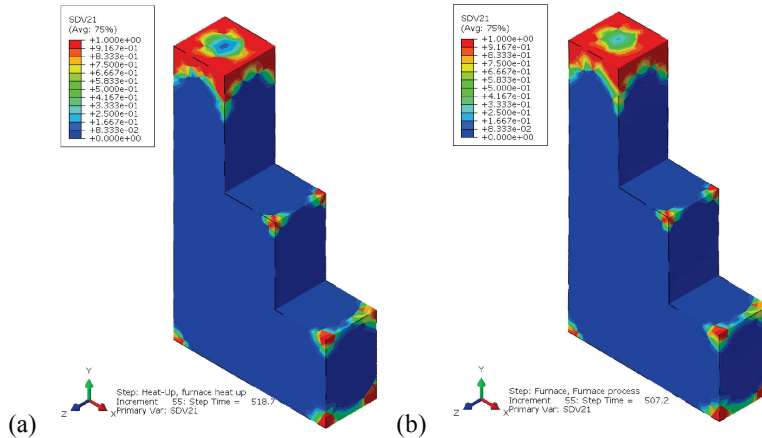 SDV21
(Avg: 75%)
+1.000e+00
+9.167e-01
+8.333e-01
+7.500e-01
+6.667e-01
+5.833e-01
+5.000e-01
+4.167e-01
+3.333e-01
+2.500e-01
+1.667e-01
+8.333e-02
+0.000e+00
Y
Z
X
Step: Heat-Up, furnace heat up
Increment 55: Step Time = 518.7
Primary Var: SDV21
(a)
SDV21
(Avg: 75%)
+1.000e+00
+9.167e-01
+8.333e-01
+7.500e-01
+6.667e-01
+5.833e-01
+5.000e-01
+4.167e-01
+3.333e-01
+2.500e-01
+1.667e-01
+8.333e-02
+0.000e+00
Y
Z
X
Step: Furnace, Furnace process
Increment 55: Step Time = 507.2
Primary Var: SDV21
(b)